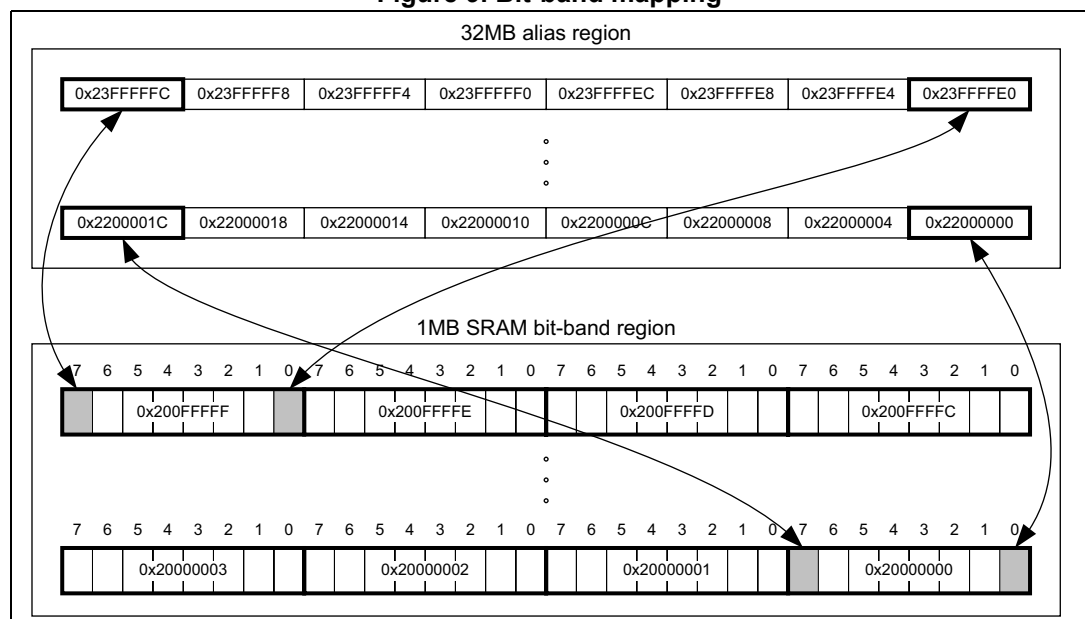 Figure Bit-band mapping
32MB alias region
0x23FFFFFC 0x23FFFFF8 0x23FFFFF4 0x23FFFFF0 0x23FFFFEC 0x23FFFFE8 0x23FFFFE4 0x23FFFFE0
0x2200001C 0x22000018 0x22000014 0x22000010 0x2200000C 0x22000008 0x22000004 0x22000000
1MB SRAM bit-band region
7 6 5 4 3 2 1 0 7 6 5 4 3 2 1 0 7 6 5 4 3 2 1 0 7 6 5 4 3 2 1 0
0x200FFFFF 0x200FFFFE 0x200FFFFD 0x200FFFFC
7 6 5 4 3 2 1 0 7 6 5 4 3 2 1 0 7 6 5 4 3 2 1 0 7 6 5 4 3 2 1 0
0x20000003 0x20000002 0x20000001 0x20000000